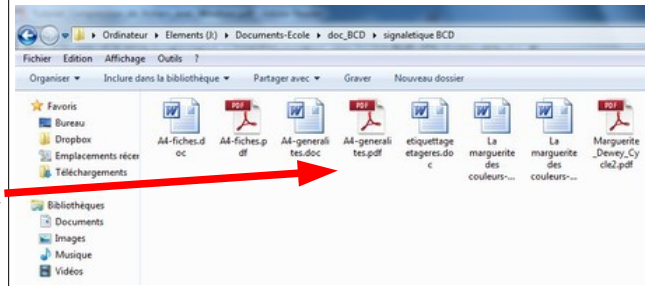 Ordinateur ▸ Elements (J:) ▸ Documents-Ecole ▸ doc_BCD ▸ signaletique BCD
Fichier Edition Affichage Outils ?
Organiser Inclure dans la bibliothèque Partager avec Graver Nouveau dossier
Favoris
Bureau
Dropbox
Emplacements récen
Téléchargements
Bibliothèques
Documents
Images
Musique
Vidéos
A4-fiches.d
oc
A4-fiches.p
df
A4-generali
tes.doc
A4-generali
tes.pdf
etiquettage
etageres.do
c
La
marguerite
des
couleurs-...
La
marguerite
des
couleurs-...
Marguerite
_Dewey_Cy
cle2.pdf